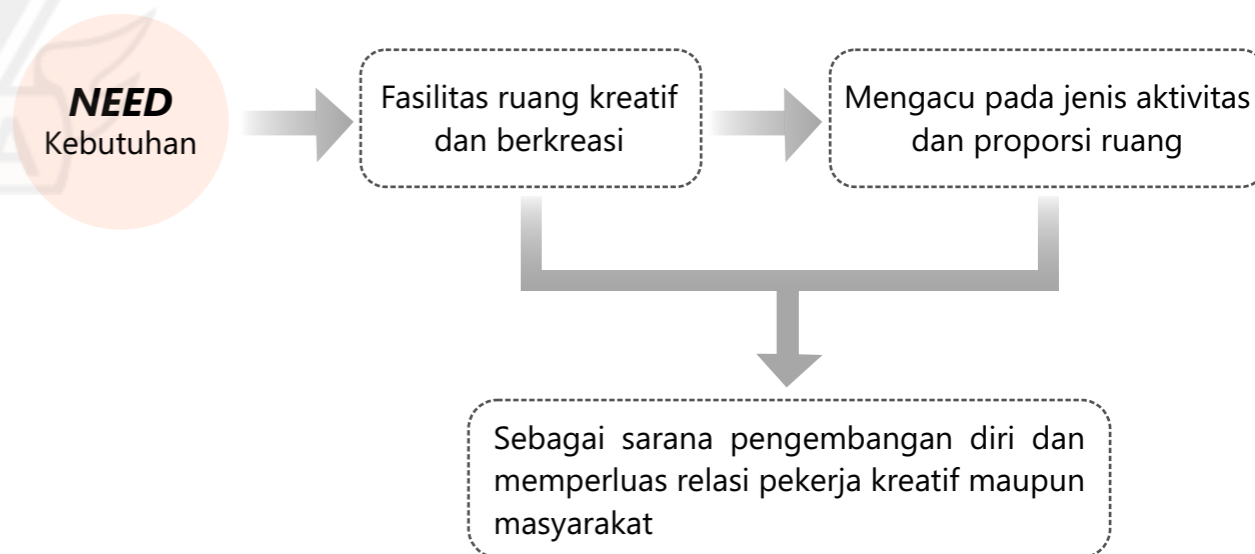 NEED
Kebutuhan
Fasilitas ruang kreatif
dan berkreasi
Mengacu pada jenis aktivitas
dan proporsi ruang
Sebagai sarana pengembangan diri dan
memperluas relasi pekerja kreatif maupun
masyarakat